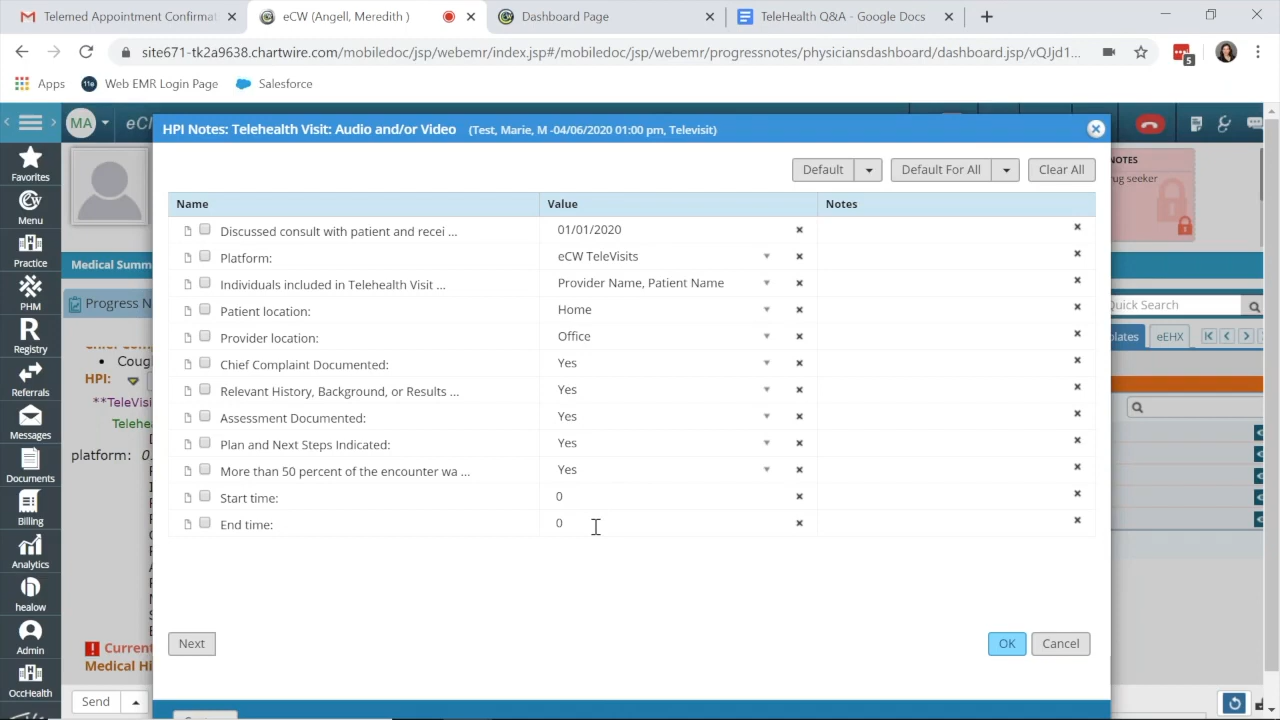 Telemed Appointment Confirmat
eCW (Angell, Meredith )
Dashboard Page
TeleHealth Q&A - Google Docs
site671-tk2a9638.chartwire.com/mobiledoc/jsp/webemr/index.jsp#/mobiledoc/jsp/webemr/progressnotes/physiciansdashboard/dashboard.jsp/vQJjd1...
5
Apps
Web EMR Login Page
Salesforce
MA
HPI Notes: Telehealth Visit: Audio and/or Video (Test, Marie, M -04/06/2020 01:00 pm, Televisit)
Default
Default For All
Clear All
NOTES
ug seeker
Name Value Notes
Discussed consult with patient and recei ... 01/01/2020
Platform: eCW TeleVisits
Individuals included in Telehealth Visit ... Provider Name, Patient Name
Patient location: Home
Provider location: Office
Chief Complaint Documented: Yes
Relevant History, Background, or Results ... Yes
Assessment Documented: Yes
Plan and Next Steps Indicated: Yes
More than 50 percent of the encounter wa ... Yes
Start time: 0
End time: 0
Next
OK
Cancel
Favorites
Menu
Practice
PHM
R
Registry
Referrals
Messages
Documents
Billing
Analytics
healow
Admin
OccHealth
Medical Summ
Progress N
Coug
HPI:
**TeleVisi
Telehea
platform: 0
Current
Medical Hi
Send
Quick Search
plates
eEHX